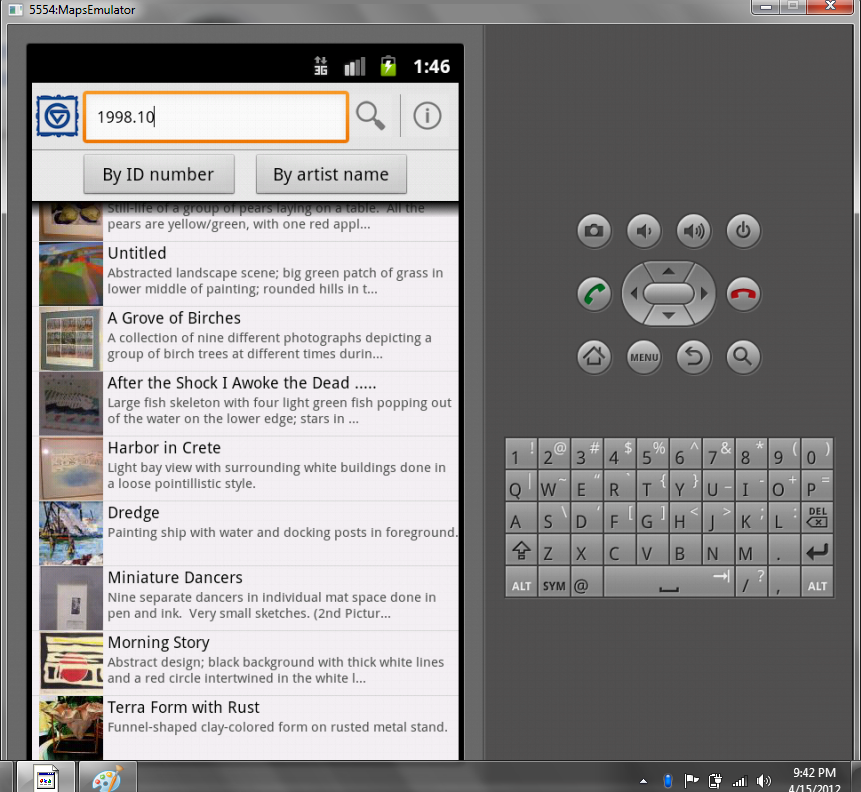 5554:MapsEmulator
3G
1:46
1998.10
By ID number
By artist name
Still-life of a group of pears laying on a table. All the
pears are yellow/green, with one red appl...
Untitled
Abstracted landscape scene; big green patch of grass in
lower middle of painting; rounded hills in t...
A Grove of Birches
A collection of nine different photographs depicting a
group of birch trees at different times durin...
After the Shock I Awoke the Dead .....
Large fish skeleton with four light green fish popping out
of the water on the lower edge; stars in ...
Harbor in Crete
Light bay view with surrounding white buildings done in
a loose pointillistic style.
Dredge
Painting ship with water and docking posts in foreground.
Miniature Dancers
Nine separate dancers in individual mat space done in
pen and ink. Very small sketches. (2nd Pictur...
Morning Story
Abstract design; black background with thick white lines
and a red circle intertwined in the white l...
Terra Form with Rust
Funnel-shaped clay-colored form on rusted metal stand.
MENU
1 ! 2 @ 3 # 4 $ 5 % 6 ^ 7 & 8 * 9 ( 0 )
Q | W ~ E " R ` T { Y } U _ I - O + P =
A S \ D F [ G ] H < J > K ; L : DEL
Z X C V B N M .
ALT SYM @ / ? , ALT
9:42 PM
4/15/2012